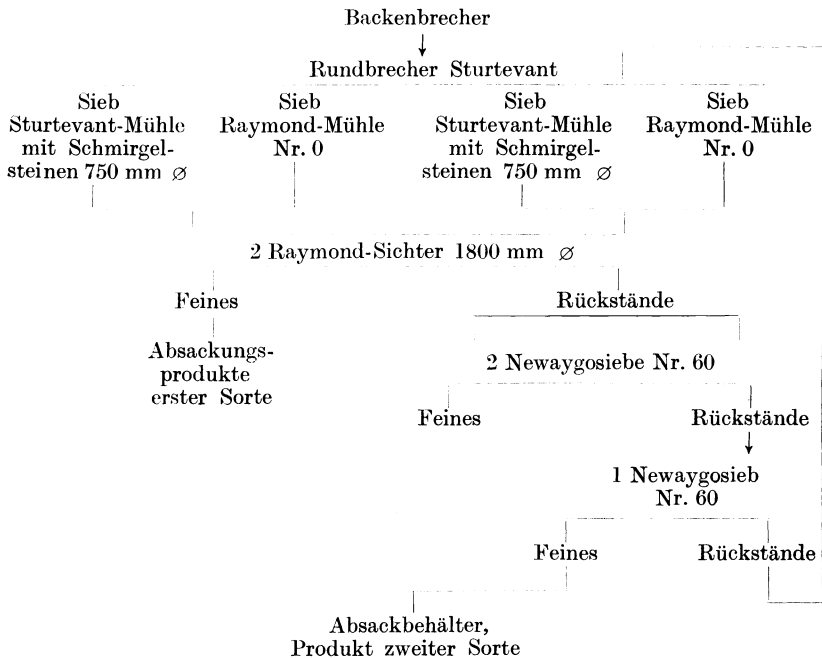 Backenbrecher
Rundbrecher Sturtevant
Sieb
Sturtevant-Mühle
mit Schmirgel-
steinen 750 mm ⌀
Sieb
Raymond-Mühle
Nr. 0
Sieb
Sturtevant-Mühle
mit Schmirgel-
steinen 750 mm ⌀
Sieb
Raymond-Mühle
Nr. 0
2 Raymond-Sichter 1800 mm ⌀
Feines
Rückstände
Absackungs-
produkte
erster Sorte
2 Newaygosiebe Nr. 60
Feines
Rückstände
1 Newaygosieb
Nr. 60
Feines
Rückstände
Absackbehälter,
Produkt zweiter Sorte